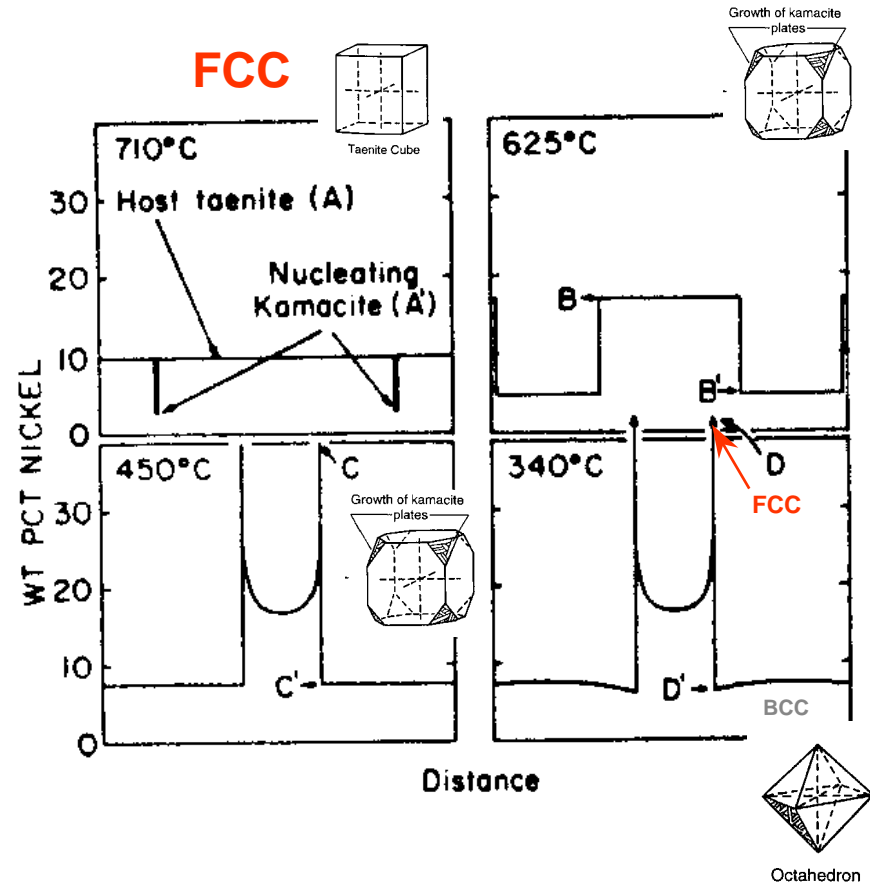 FCC
Taenite Cube
Growth of kamacite
plates
WT PCT NICKEL
710°C
30
Host taenite (A)
20
Nucleating
Kamacite (A')
10
0
625°C
B
B'
450°C
C
30
Growth of kamacite
plates
20
10
C'
0
340°C
D
FCC
D'
BCC
Distance
Octahedron